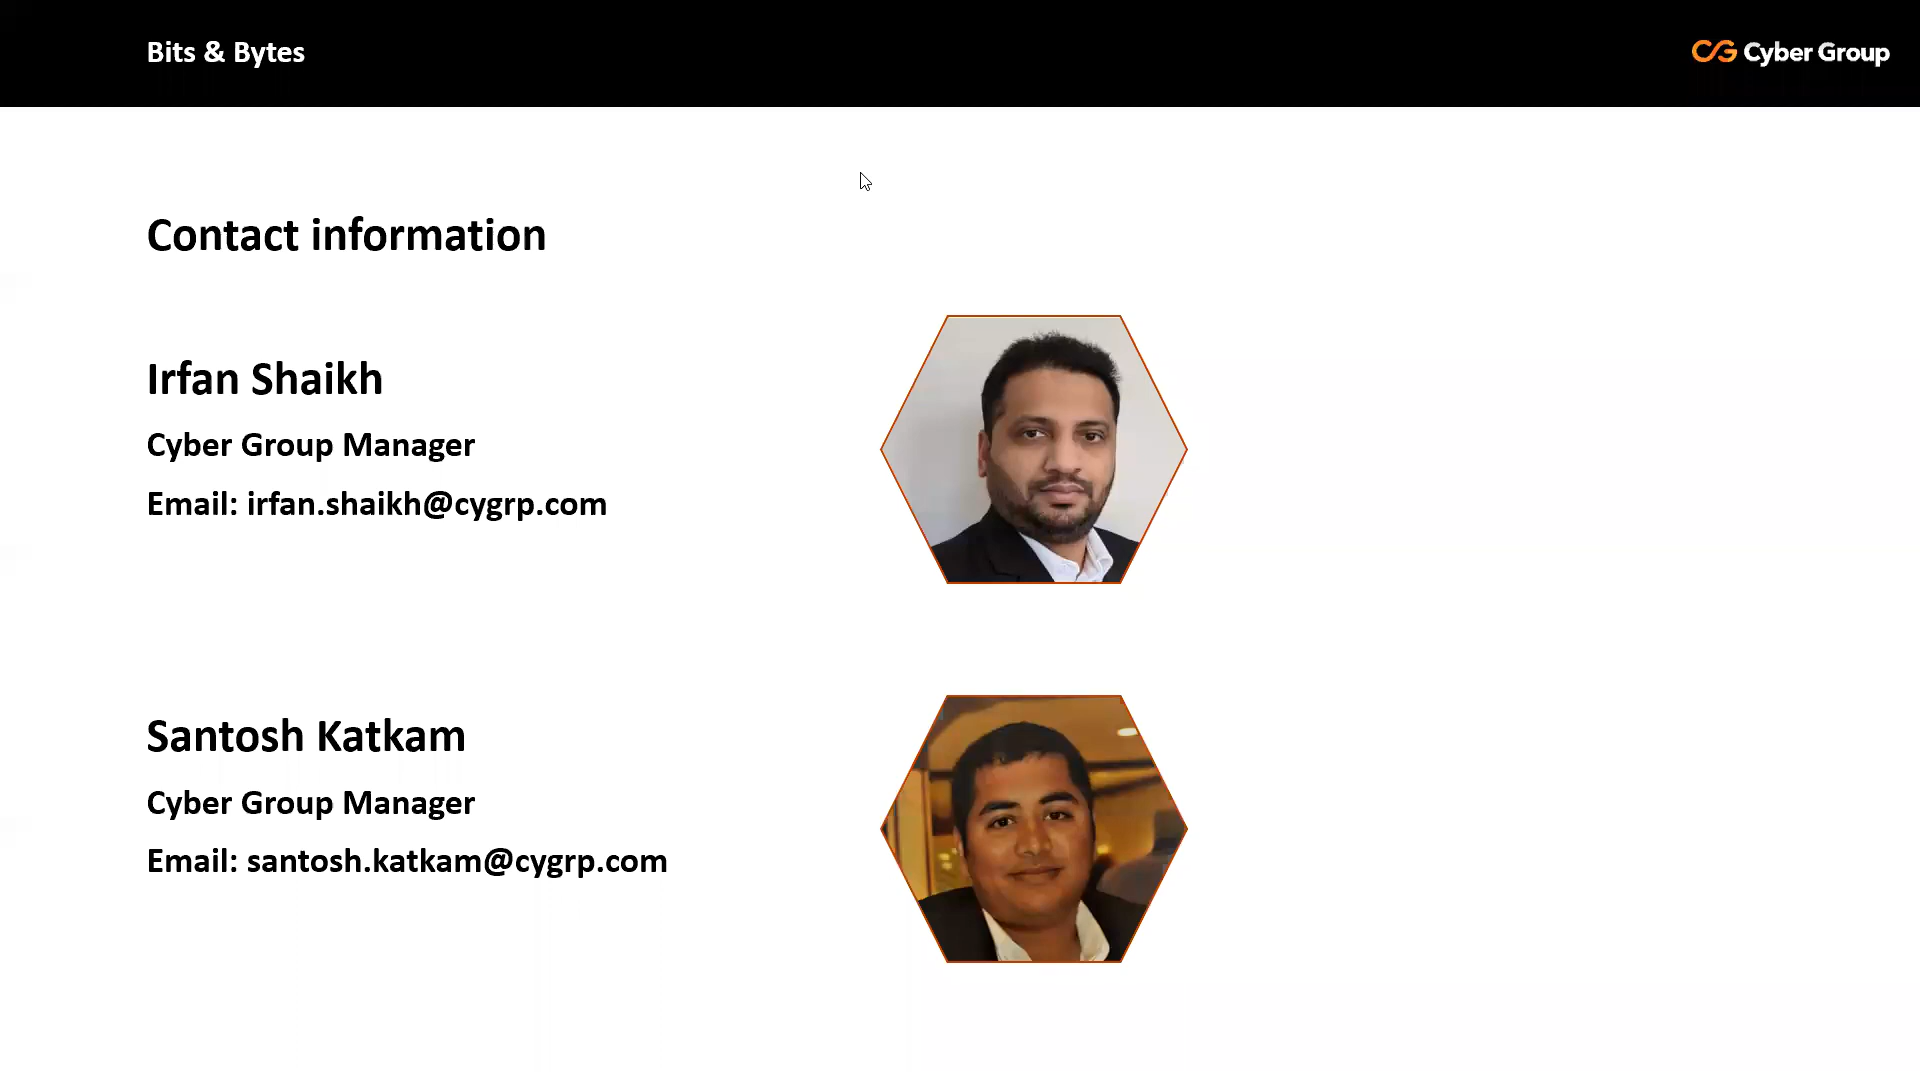 Bits & Bytes
CG Cyber Group
Contact information
Irfan Shaikh
Cyber Group Manager
Email: irfan.shaikh@cygrp.com
Santosh Katkam
Cyber Group Manager
Email: santosh.katkam@cygrp.com